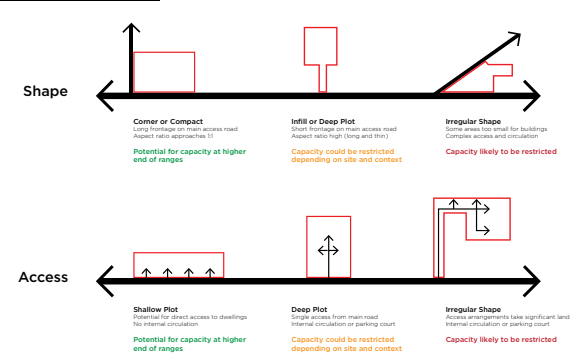 Shape
Corner or Compact
Long frontage on main access road
Aspect ratio approaches 1:1
Potential for capacity at higher
end of ranges
Infill or Deep Plot
Short frontage on main access road
Aspect ratio high (long and thin)
Capacity could be restricted
depending on site and context
Irregular Shape
Some areas too small for buildings
Complex access and circulation
Capacity likely to be restricted
Access
Shallow Plot
Potential for direct access to dwellings
No internal circulation
Potential for capacity at higher
end of ranges
Deep Plot
Single access from main road
Internal circulation or parking court
Capacity could be restricted
depending on site and context
Irregular Shape
Access arrangements take significant land
Internal circulation or parking court
Capacity likely to be restricted